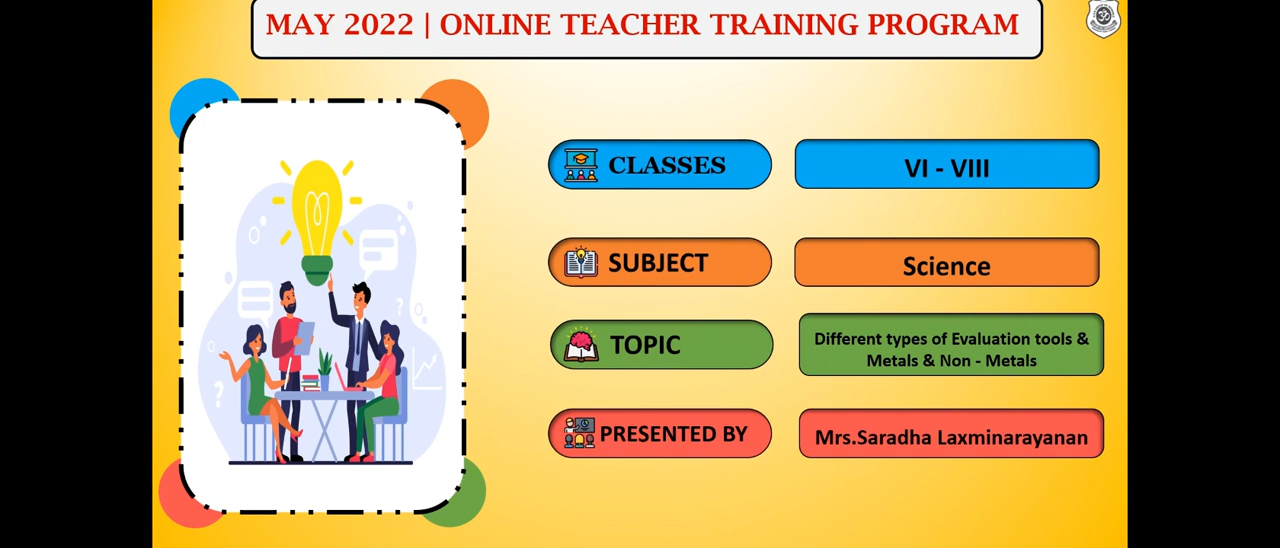 MAY 2022 | ONLINE TEACHER TRAINING PROGRAM
CLASSES
VI - VIII
SUBJECT
Science
TOPIC
Different types of Evaluation tools &
Metals & Non - Metals
PRESENTED BY
Mrs.Saradha Laxminarayanan